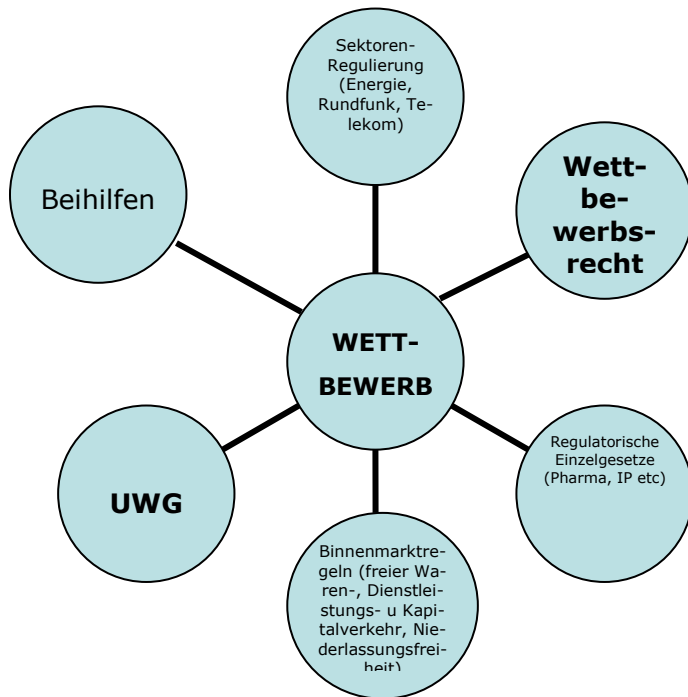 Sektoren-
Regulierung
(Energie,
Rundfunk, Te-
lekom)
Beihilfen
Wett-
be-
werbs-
recht
WETT-
BEWERB
UWG
Regulatorische
Einzelgesetze
(Pharma, IP etc)
Binnenmarktre-
geln (freier Wa-
ren-, Dienstlei-
stungs- u Kapi-
talverkehr, Nie-
derlassungsfrei-
heit)